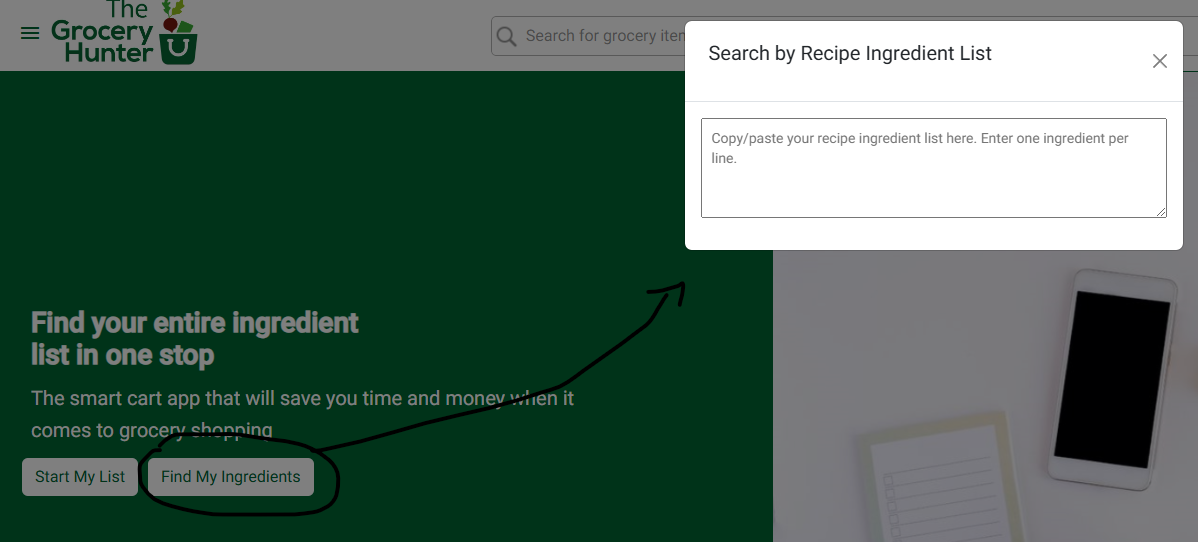 The
Grocery
Hunter
Search for grocery iten
Search by Recipe Ingredient List
Copy/paste your recipe ingredient list here. Enter one ingredient per
line.
Find your entire ingredient
list in one stop
The smart cart app that will save you time and money when it
comes to grocery shopping
Start My List
Find My Ingredients